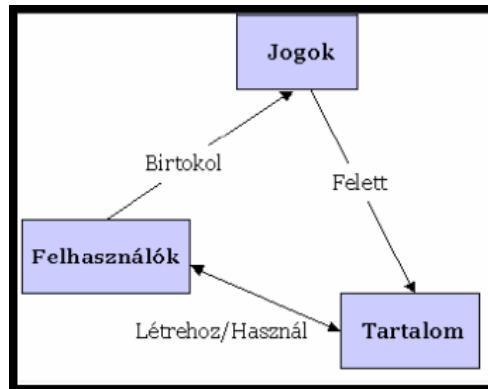 Jogok
Birtokol
Felett
Felhasználók
Létrehoz/Használ
Tartalom